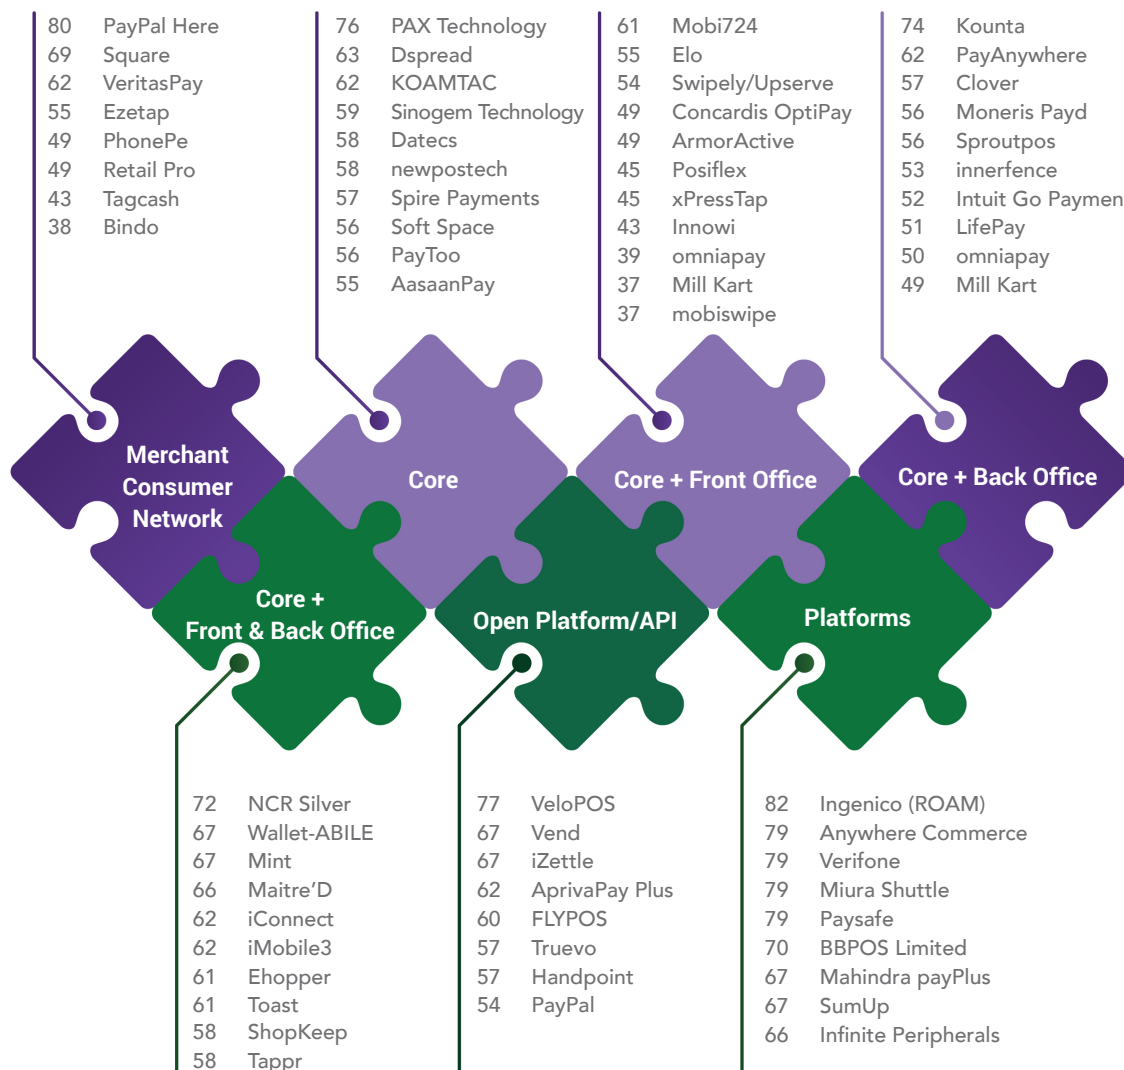 80 PayPal Here
69 Square
62 VeritasPay
55 Ezetap
49 PhonePe
49 Retail Pro
43 Tagcash
38 Bindo
76 PAX Technology
63 Dspread
62 KOAMTAC
59 Sinogem Technology
58 Datecs
58 newpostech
57 Spire Payments
56 Soft Space
56 PayToo
55 AasaanPay
61 Mobi724
55 Elo
54 Swipely/Upserve
49 Concardis OptiPay
49 ArmorActive
45 Posiflex
45 xPressTap
43 Innowi
39 omniapay
37 Mill Kart
37 mobiswipe
74 Kounta
62 PayAnywhere
57 Clover
56 Moneris Payd
56 Sproutpos
53 innerfence
52 Intuit Go Paymen
51 LifePay
50 omniapay
49 Mill Kart
Merchant
Consumer
Network
Core
Core + Front Office
Core + Back Office
Core +
Front & Back Office
Open Platform/API
Platforms
72 NCR Silver
67 Wallet-ABILE
67 Mint
66 Maitre’D
62 iConnect
62 iMobile3
61 Ehopper
61 Toast
58 ShopKeep
58 Tappr
77 VeloPOS
67 Vend
67 iZettle
62 AprivaPay Plus
60 FLYPOS
57 Truevo
57 Handpoint
54 PayPal
82 Ingenico (ROAM)
79 Anywhere Commerce
79 Verifone
79 Miura Shuttle
79 Paysafe
70 BBPOS Limited
67 Mahindra payPlus
67 SumUp
66 Infinite Peripherals